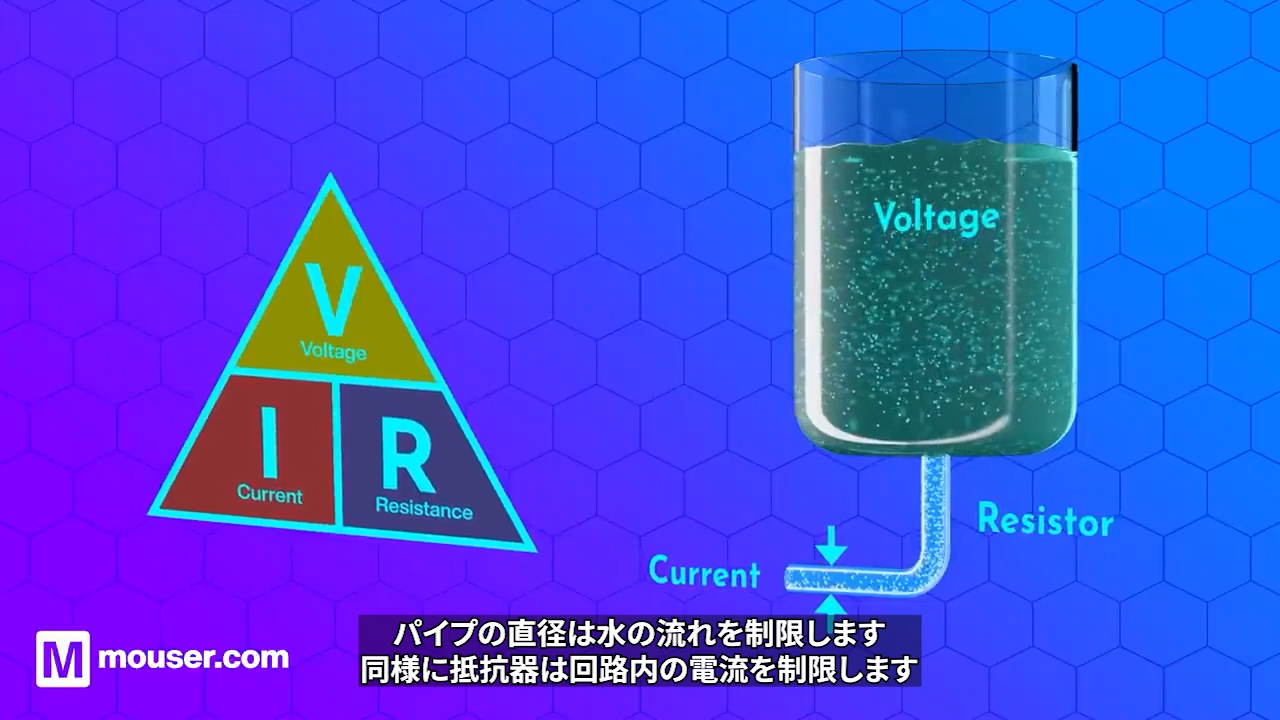 V
Voltage
I
Current
R
Resistance
Voltage
Resistor
Current
パイプの直径は水の流れを制限します
同様に抵抗器は回路内の電流を制限します
M mouser.com